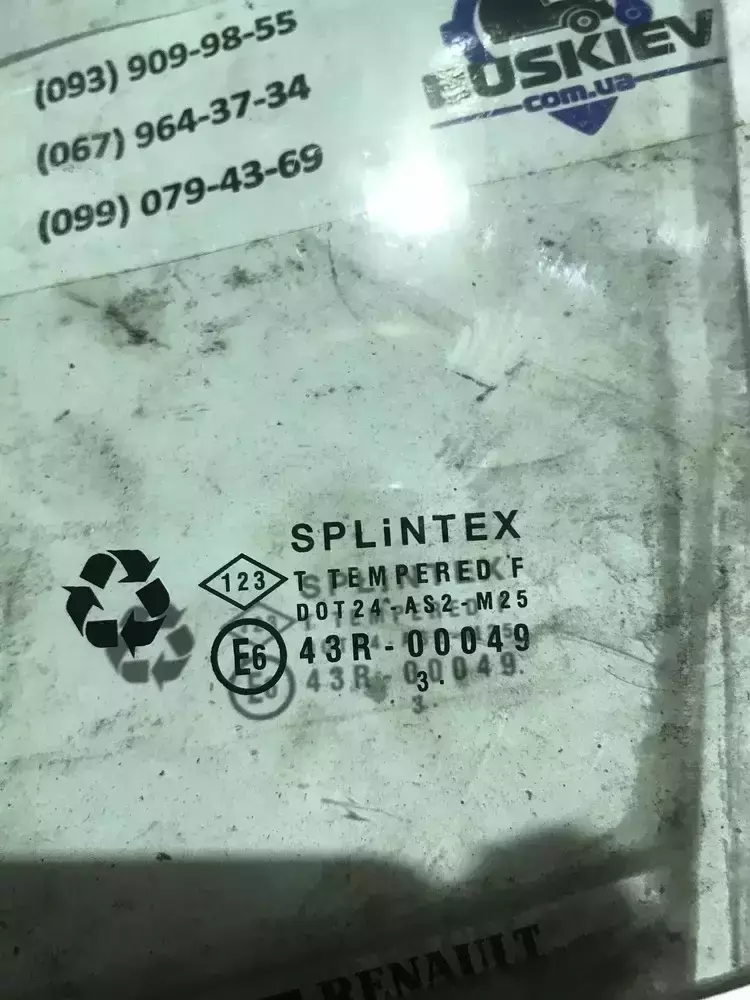 (093) 909-98-55
(067) 964-37-34
(099) 079-43-69
BUSKIEV
com.ua
SPLiNTEX
123
T TEMPERED F
DOT24-AS2-M25
E6
43R-00049
3.
RENAULT